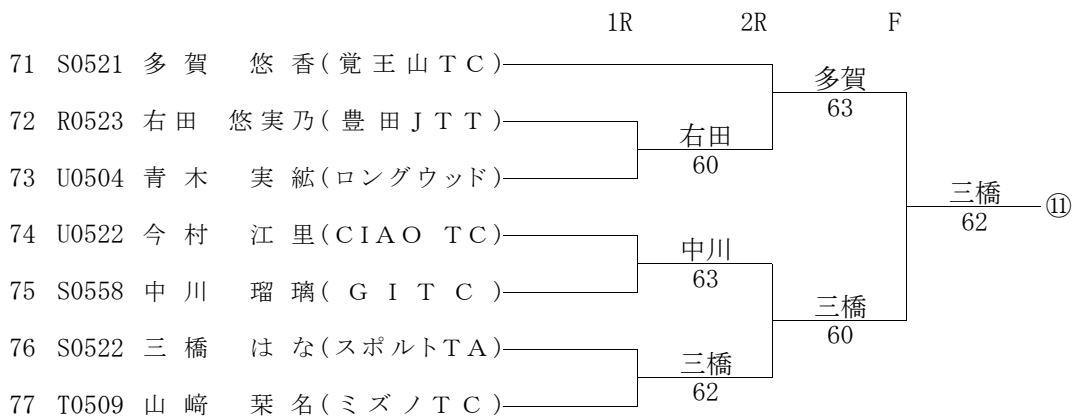 1R 2R F
71 S0521 多賀 悠香(覚王山TC)
多賀
63
72 R0523 右田 悠実乃(豊田JTT)
右田
60
73 U0504 青木 実紘(ロングウッド)
三橋 ⑪
62
74 U0522 今村 江里(CIAO TC)
中川
63
75 S0558 中川 瑠璃(GITC)
三橋
60
76 S0522 三橋 はな(スポルトTA)
三橋
62
77 T0509 山﨑 栞名(ミズノTC)